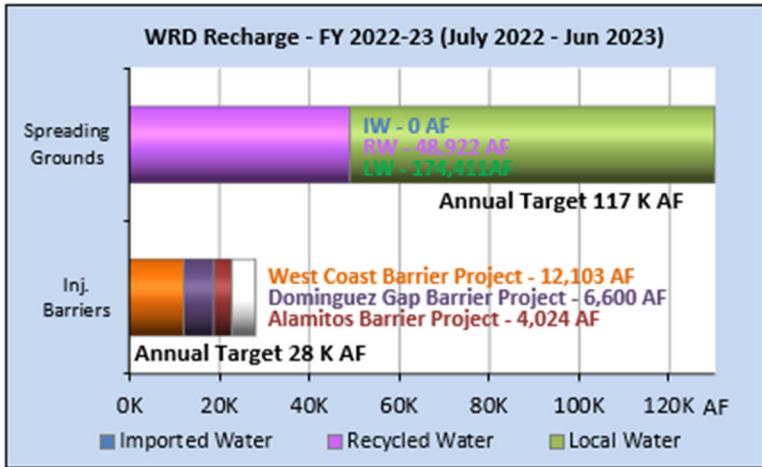 WRD Recharge - FY 2022-23 (July 2022 - Jun 2023)
Spreading
Grounds
IW - 0 AF
RW - 48,922 AF
LW - 174,411AF
Annual Target 117 K AF
Inj.
Barriers
West Coast Barrier Project - 12,103 AF
Dominguez Gap Barrier Project - 6,600 AF
Alamitos Barrier Project - 4,024 AF
Annual Target 28 K AF
0K 20K 40K 60K 80K 100K 120K AF
Imported Water Recycled Water Local Water